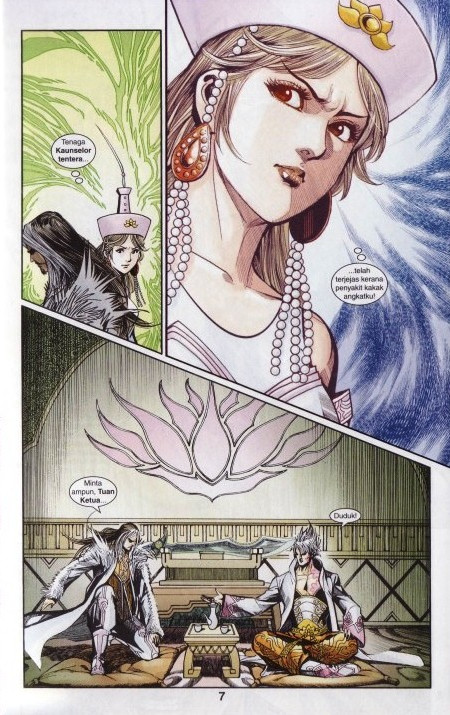 Tenaga
Kaunselor
tentera...
...telah
terjejas kerana
penyakit kakak
angkatku!
Minta
ampun, Tuan
Ketua...
Duduk!
7